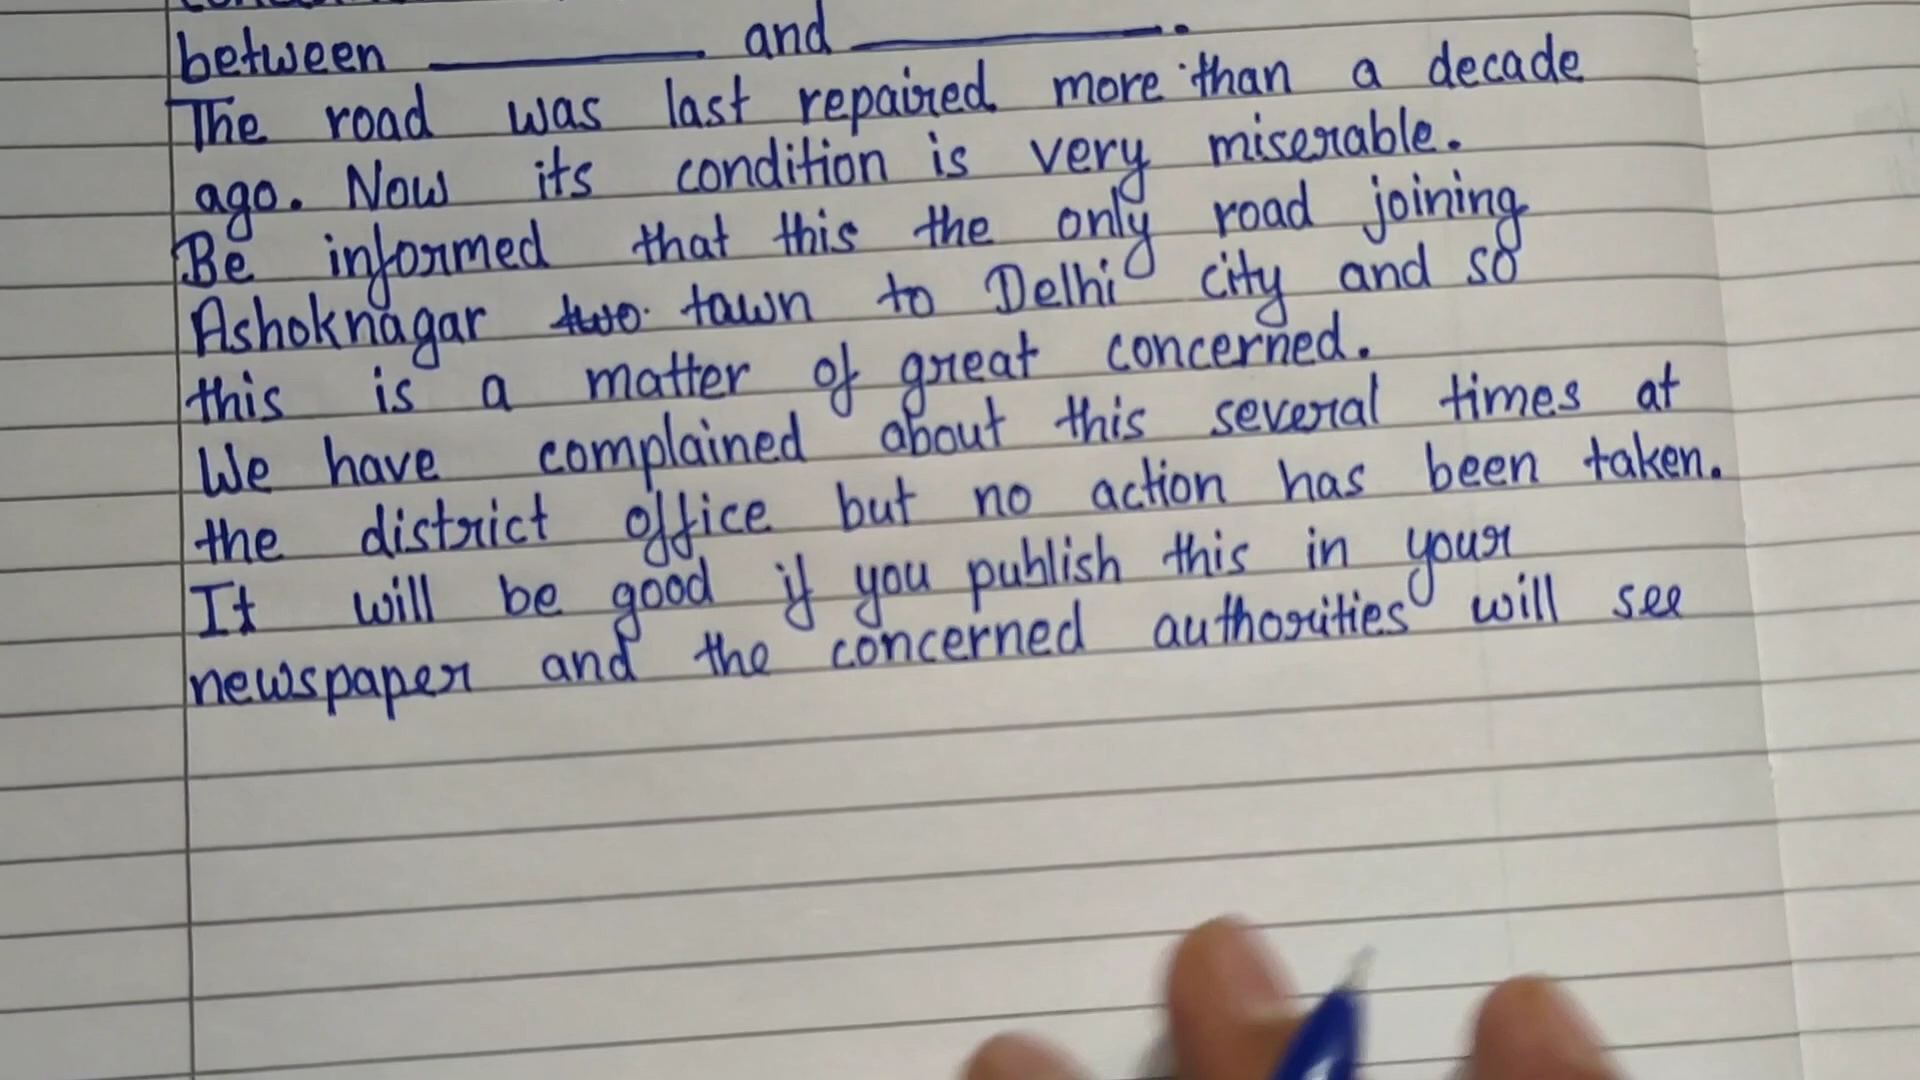 between ________ and ________.
The road was last repaired more than a decade
ago. Now its condition is very miserable.
Be informed that this the only road joining
Ashoknagar two tawn to Delhi city and so
this is a matter of great concerned.
We have complained about this several times at
the district office but no action has been taken.
It will be good if you publish this in your
newspaper and the concerned authorities will see